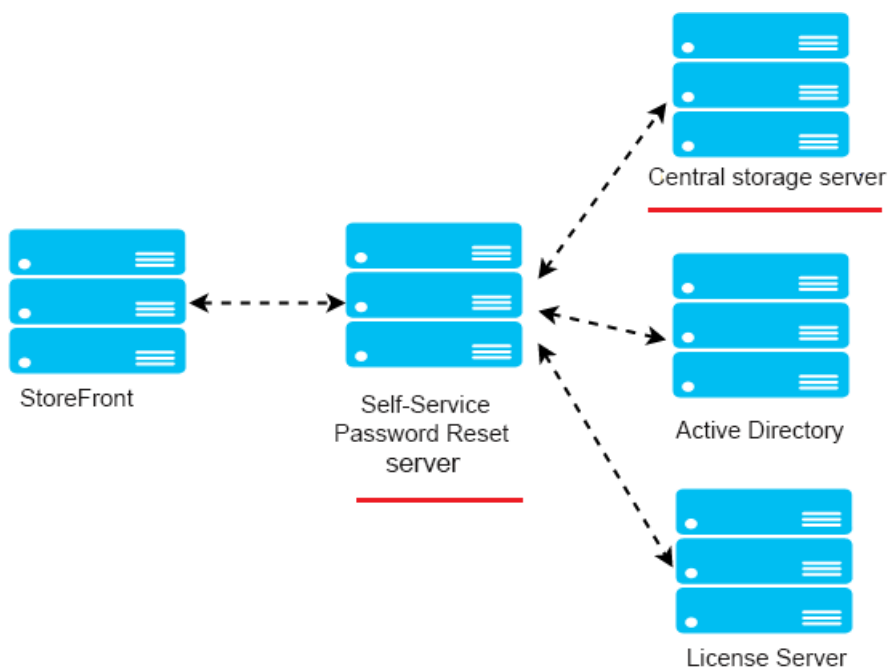 Central storage server
StoreFront
Self-Service
Password Reset
server
Active Directory
License Server